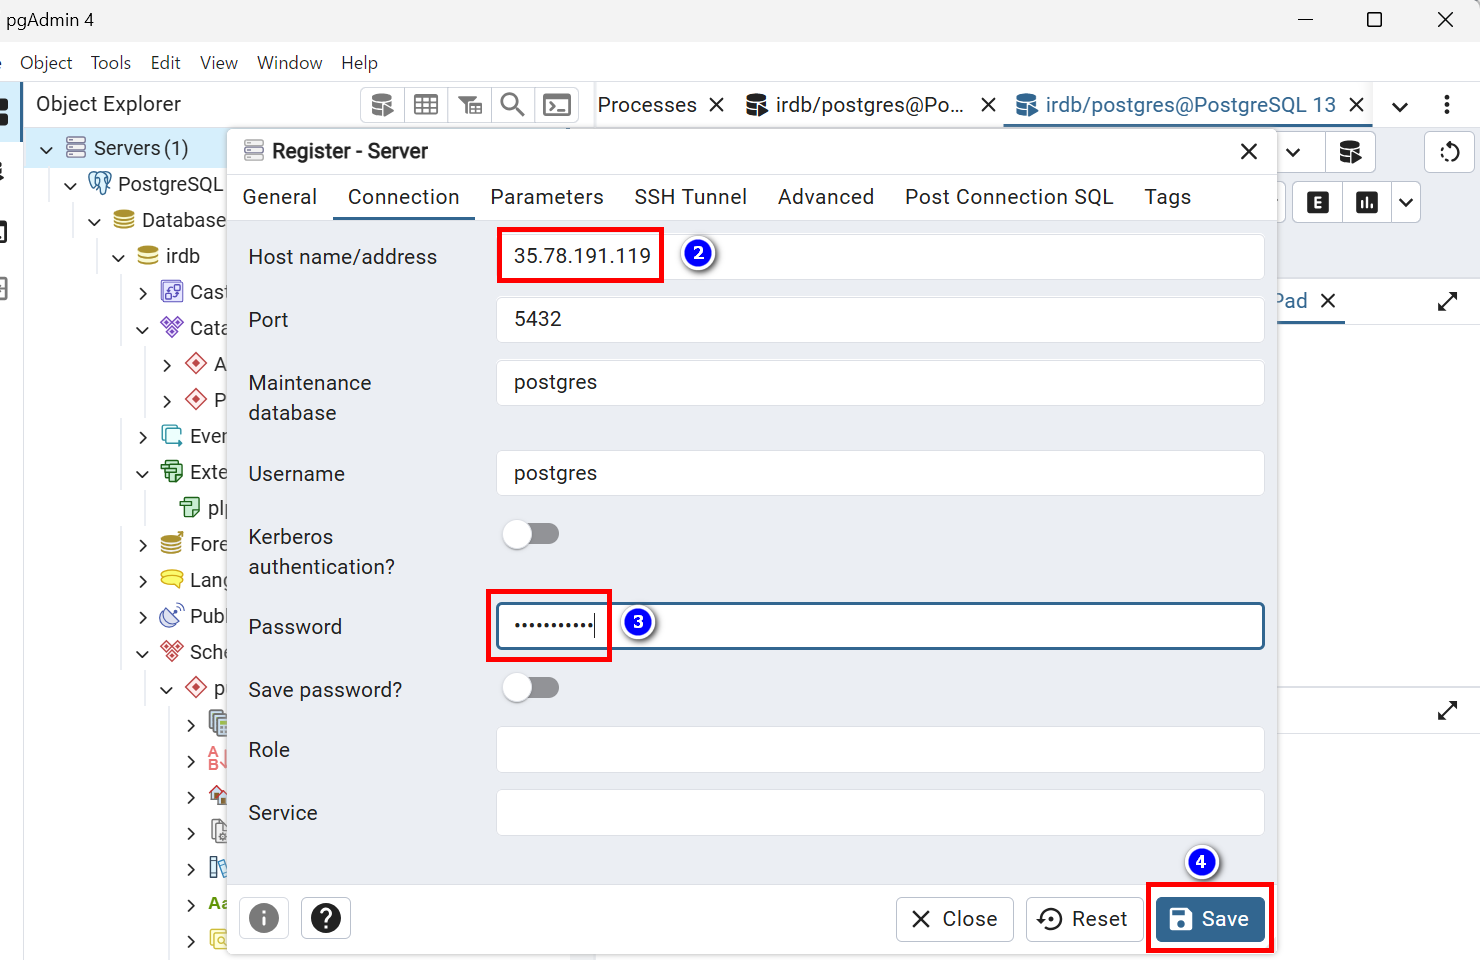 pgAdmin 4
Object Tools Edit View Window Help
Object Explorer
Processes
irdb/postgres@Po...
irdb/postgres@PostgreSQL 13
Servers (1)
PostgreSQL
Database
irdb
Cast
Cata
A
P
Ever
Exte
plp
Fore
Lang
Publ
Sche
pu
Aa
Register - Server
General Connection Parameters SSH Tunnel Advanced Post Connection SQL Tags
Host name/address
35.78.191.119
2
Port
5432
Maintenance
database
postgres
Username
postgres
Kerberos
authentication?
Password
•••••••••••
3
Save password?
Role
Service
4
Close
Reset
Save
E
Pad